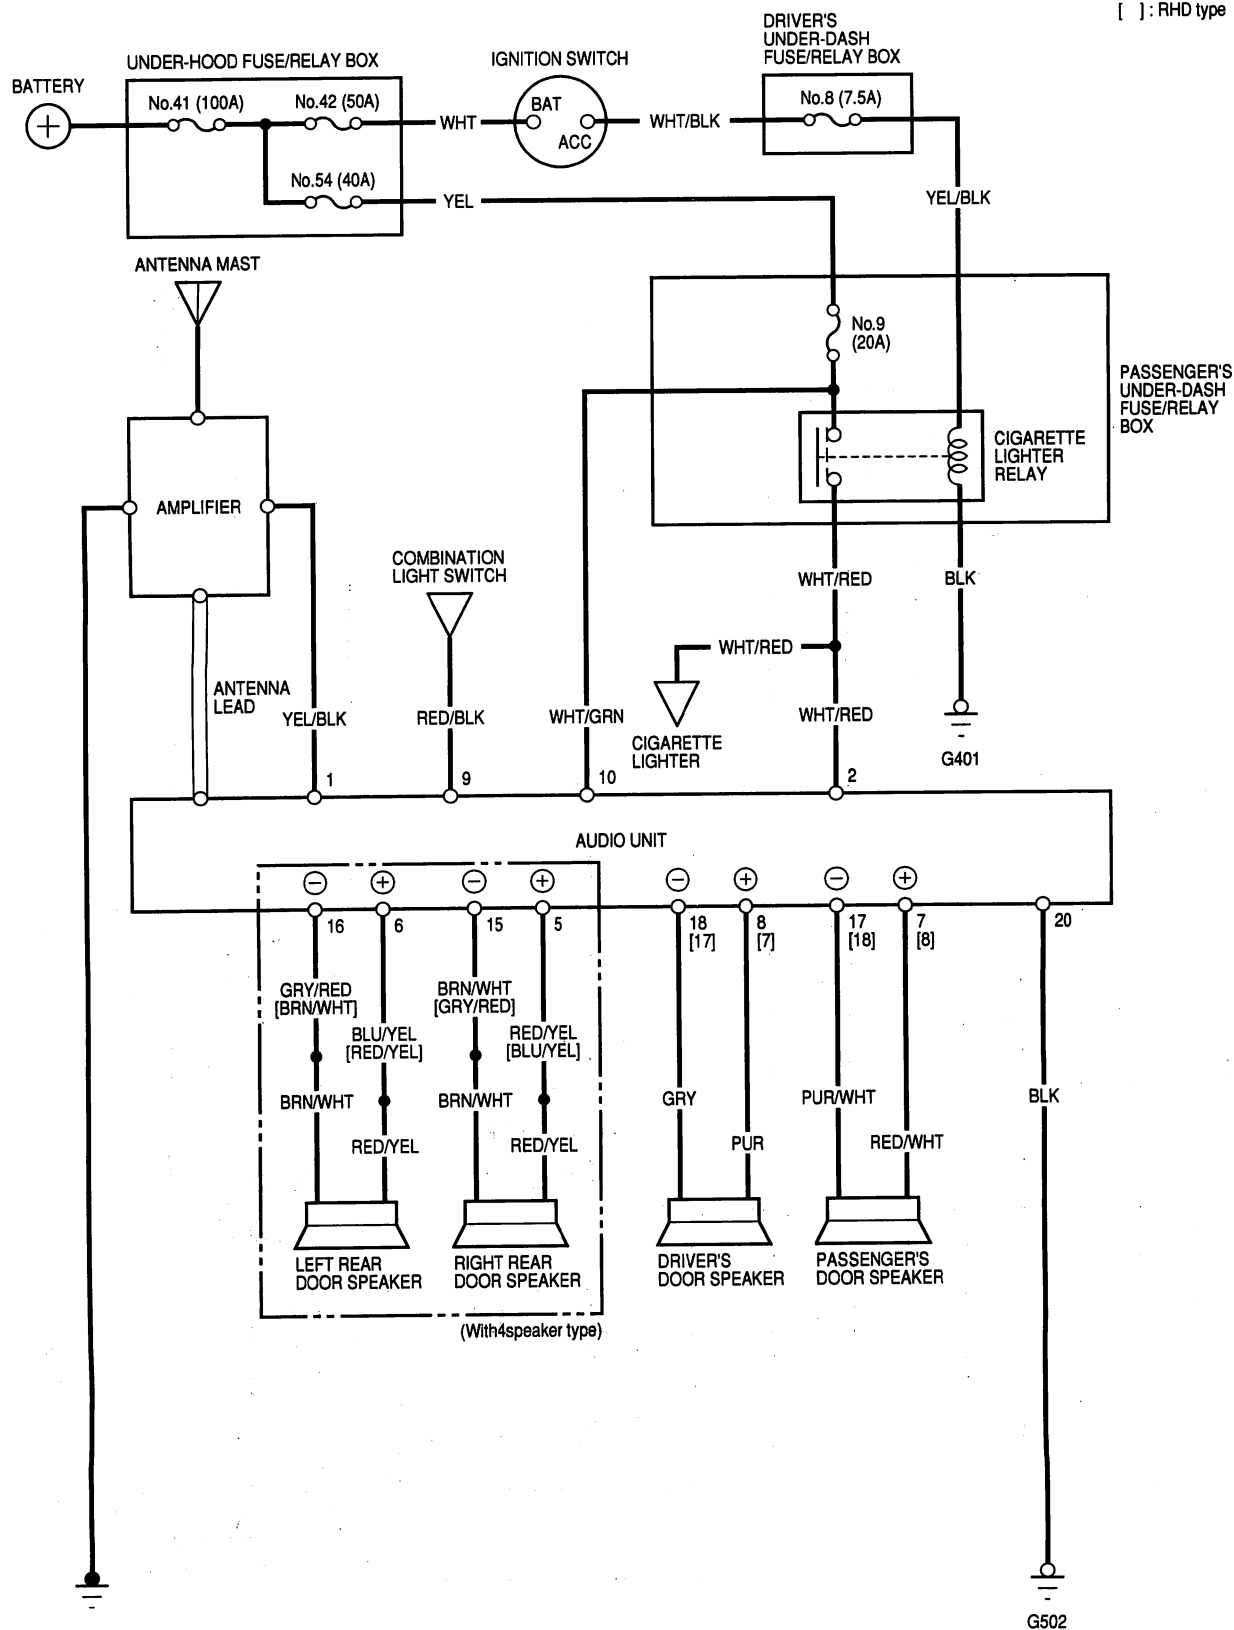 [ ] : RHD type
DRIVER'S
UNDER-DASH
FUSE/RELAY BOX
UNDER-HOOD FUSE/RELAY BOX
IGNITION SWITCH
BATTERY
No.41 (100A)
No.42 (50A)
BAT
No.8 (7.5A)
WHT
WHT/BLK
ACC
No.54 (40A)
YEL
YEL/BLK
ANTENNA MAST
No.9
(20A)
PASSENGER'S
UNDER-DASH
FUSE/RELAY
BOX
CIGARETTE
LIGHTER
RELAY
AMPLIFIER
COMBINATION
LIGHT SWITCH
WHT/RED
BLK
WHT/RED
ANTENNA
LEAD
YEL/BLK
RED/BLK
WHT/GRN
WHT/RED
CIGARETTE
LIGHTER
G401
1
9
10
2
AUDIO UNIT
16
6
15
5
18
[17]
8
[7]
17
[18]
7
[8]
20
GRY/RED
[BRN/WHT]
BRN/WHT
[GRY/RED]
BLU/YEL
[RED/YEL]
RED/YEL
[BLU/YEL]
BRN/WHT
BRN/WHT
GRY
PUR/WHT
BLK
RED/YEL
RED/YEL
PUR
RED/WHT
LEFT REAR
DOOR SPEAKER
RIGHT REAR
DOOR SPEAKER
DRIVER'S
DOOR SPEAKER
PASSENGER'S
DOOR SPEAKER
(With4speaker type)
G502